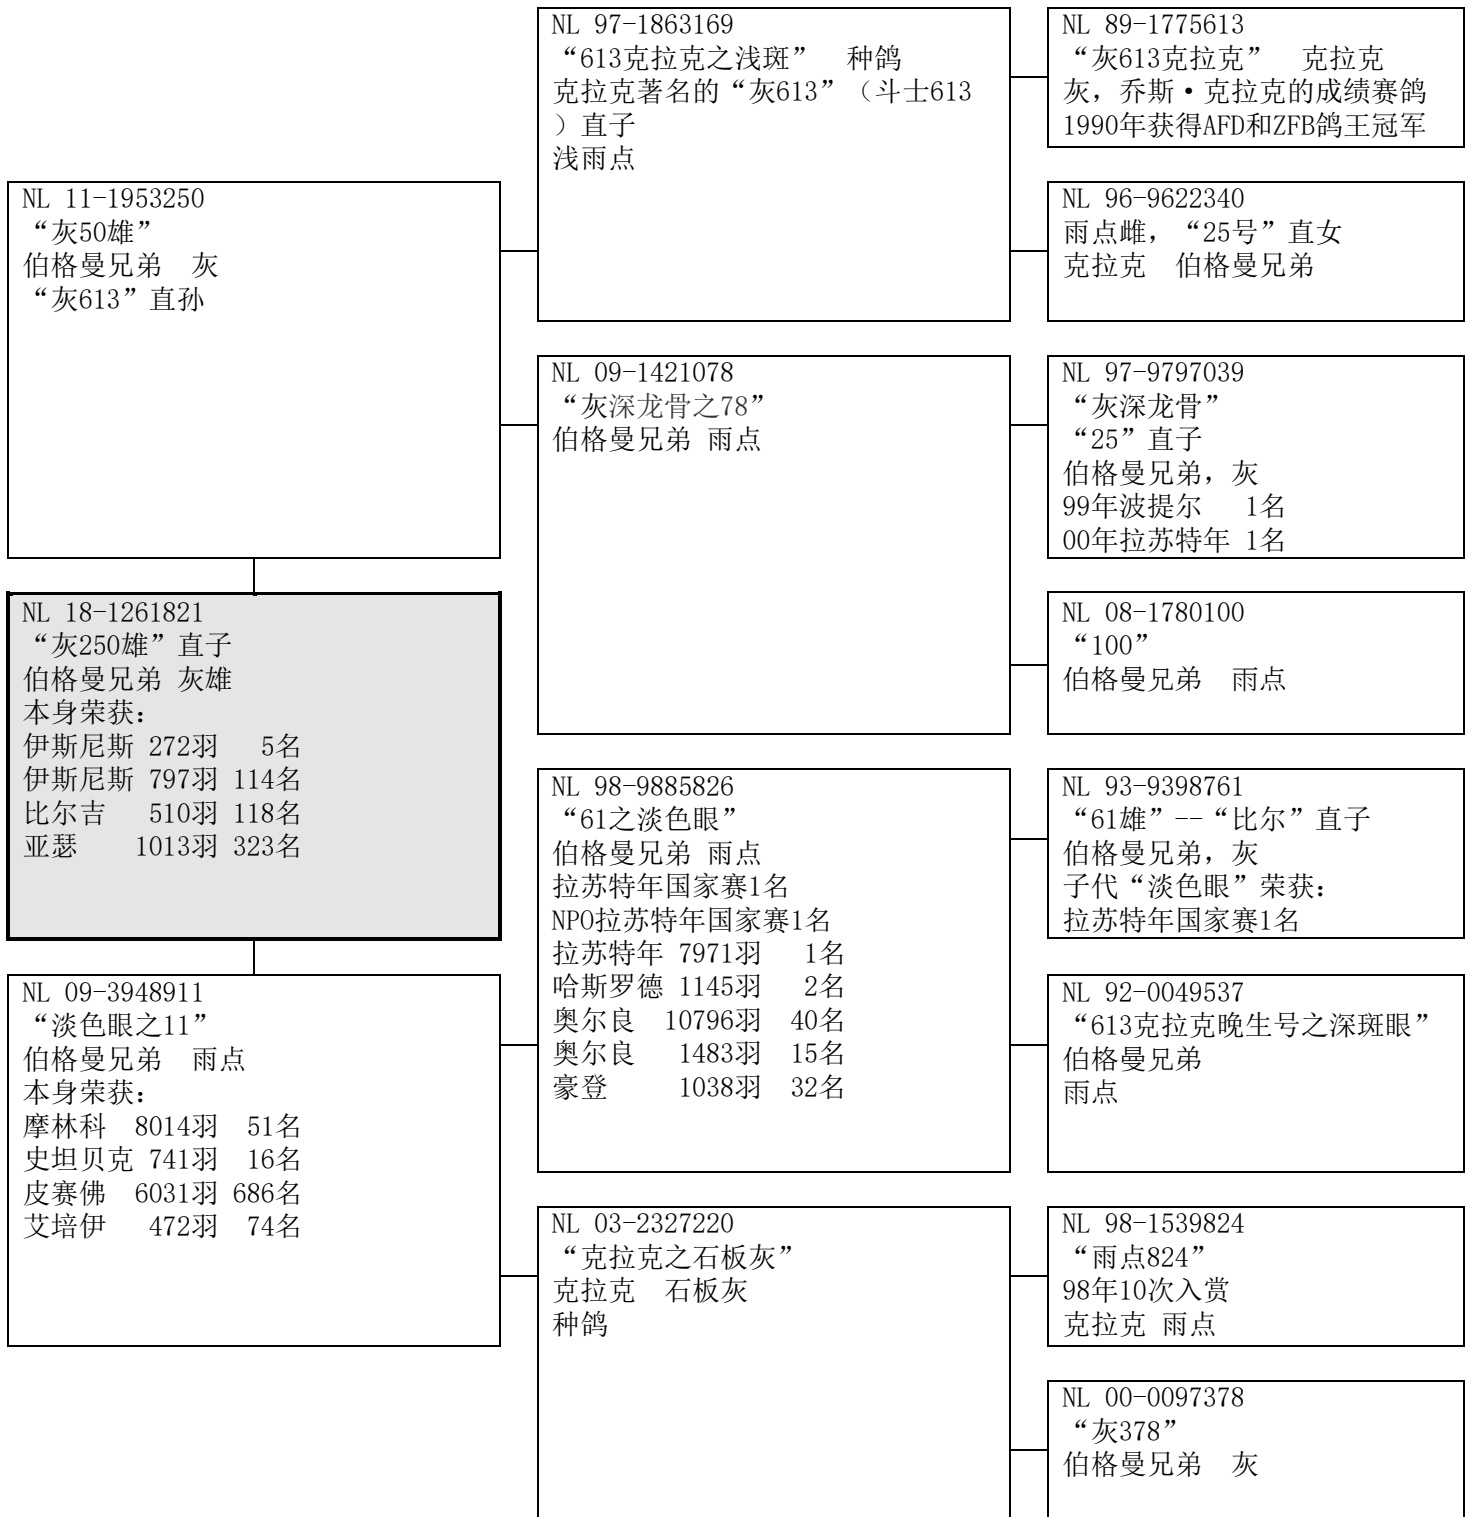 NL 11-1953250
“灰50雄”
伯格曼兄弟　灰
“灰613”直孙
NL 18-1261821
“灰250雄”直子
伯格曼兄弟 灰雄
本身荣获：
伊斯尼斯 272羽 5名
伊斯尼斯 797羽 114名
比尔吉 510羽 118名
亚瑟 1013羽 323名
NL 09-3948911
“淡色眼之11”
伯格曼兄弟　雨点
本身荣获：
摩林科 8014羽 51名
史坦贝克 741羽 16名
皮赛佛 6031羽 686名
艾培伊 472羽 74名
NL 97-1863169
“613克拉克之浅斑”　种鸽
克拉克著名的“灰613”（斗士613
）直子
浅雨点
NL 09-1421078
“灰深龙骨之78”
伯格曼兄弟 雨点
NL 98-9885826
“61之淡色眼”
伯格曼兄弟 雨点
拉苏特年国家赛1名
NPO拉苏特年国家赛1名
拉苏特年 7971羽 1名
哈斯罗德 1145羽 2名
奥尔良 10796羽 40名
奥尔良 1483羽 15名
豪登 1038羽 32名
NL 03-2327220
“克拉克之石板灰”
克拉克　石板灰
种鸽
NL 89-1775613
“灰613克拉克”　克拉克
灰，乔斯·克拉克的成绩赛鸽
1990年获得AFD和ZFB鸽王冠军
NL 96-9622340
雨点雌，“25号”直女
克拉克　伯格曼兄弟
NL 97-9797039
“灰深龙骨”
“25”直子
伯格曼兄弟，灰
99年波提尔 1名
00年拉苏特年 1名
NL 08-1780100
“100”
伯格曼兄弟　雨点
NL 93-9398761
“61雄”--“比尔”直子
伯格曼兄弟，灰
子代“淡色眼”荣获：
拉苏特年国家赛1名
NL 92-0049537
“613克拉克晚生号之深斑眼”
伯格曼兄弟
雨点
NL 98-1539824
“雨点824”
98年10次入赏
克拉克 雨点
NL 00-0097378
“灰378”
伯格曼兄弟　灰